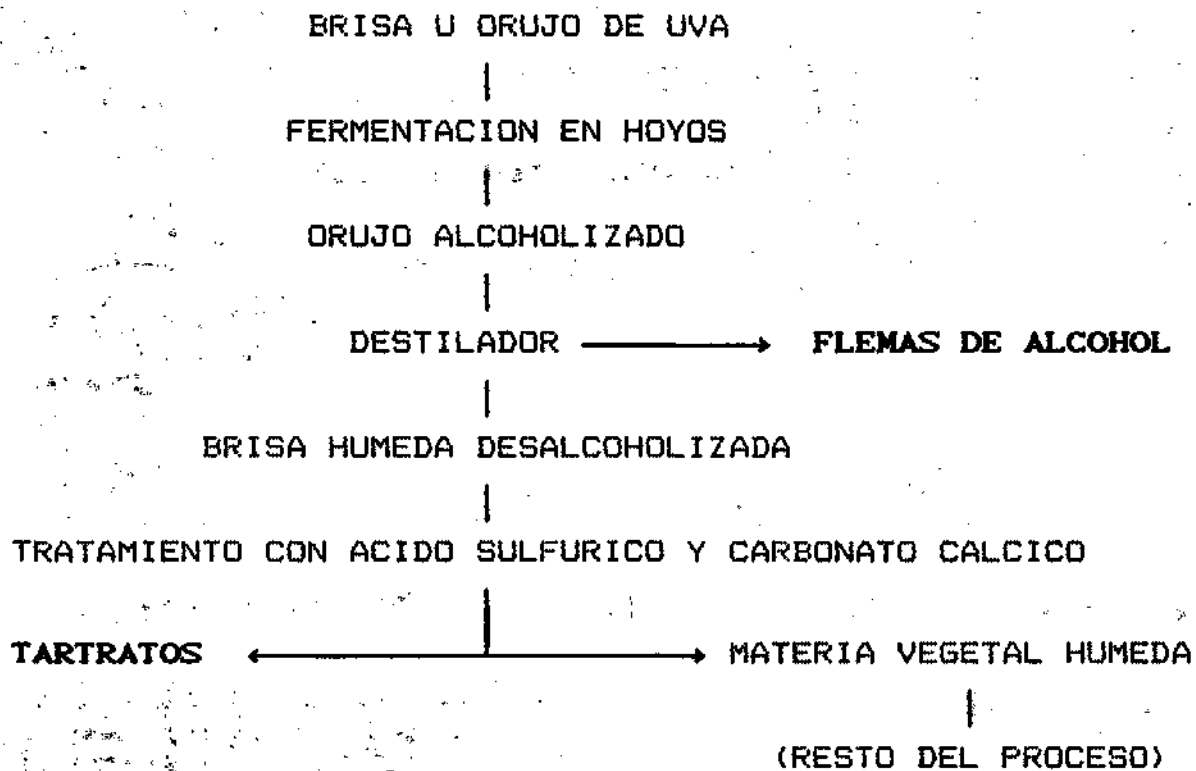 BRISA U ORUJO DE UVA
FERMENTACION EN HOYOS
ORUJO ALCOHOLIZADO
DESTILADOR
FLEMAS DE ALCOHOL
BRISA HUMEDA DESALCOHOLIZADA
TRATAMIENTO CON ACIDO SULFURICO Y CARBONATO CALCICO
TARTRATOS
MATERIA VEGETAL HUMEDA
(RESTO DEL PROCESO)